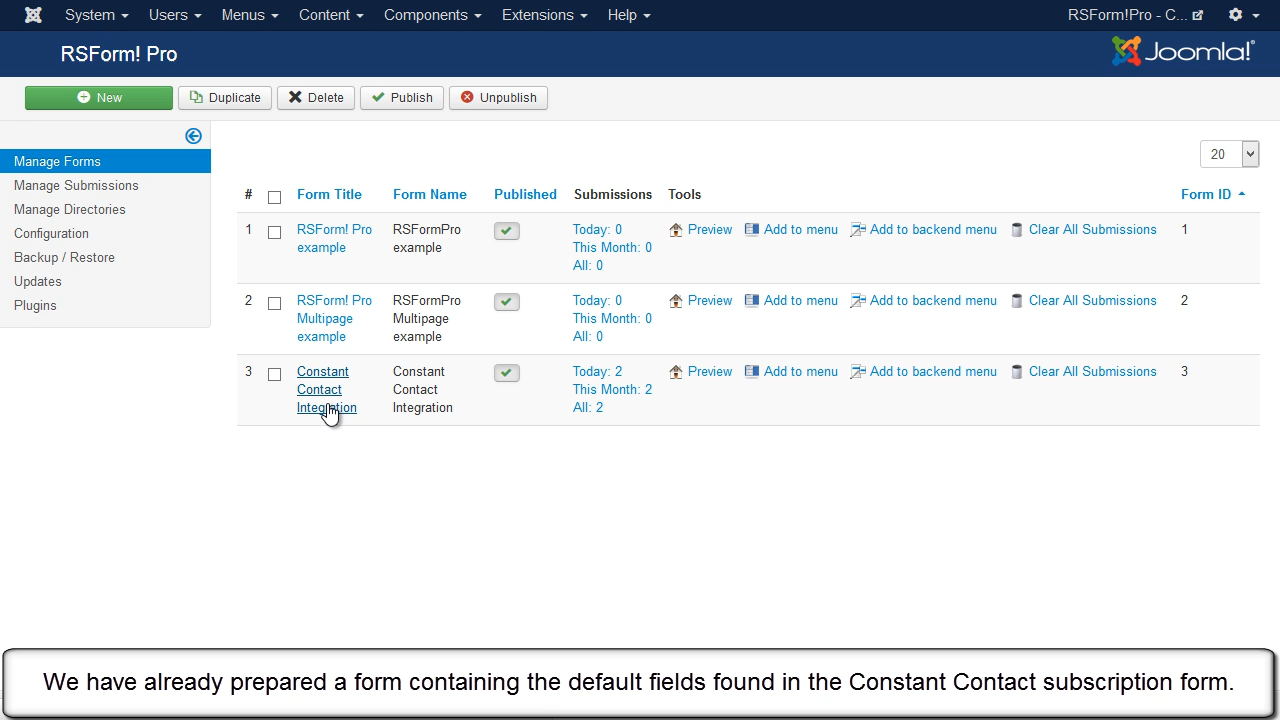 System Users Menus Content Components Extensions Help RSForm!Pro - C...
RSForm! Pro Joomla!®
New Duplicate Delete Publish Unpublish
Manage Forms
Manage Submissions
Manage Directories
Configuration
Backup / Restore
Updates
Plugins
20
# Form Title Form Name Published Submissions Tools Form ID
1 RSForm! Pro RSFormPro Today: 0 Preview Add to menu Add to backend menu Clear All Submissions 1
example example This Month: 0
All: 0
2 RSForm! Pro RSFormPro Today: 0 Preview Add to menu Add to backend menu Clear All Submissions 2
Multipage Multipage This Month: 0
example example All: 0
3 Constant Constant Today: 2 Preview Add to menu Add to backend menu Clear All Submissions 3
Contact Contact This Month: 2
Integration Integration All: 2
We have already prepared a form containing the default fields found in the Constant Contact subscription form.